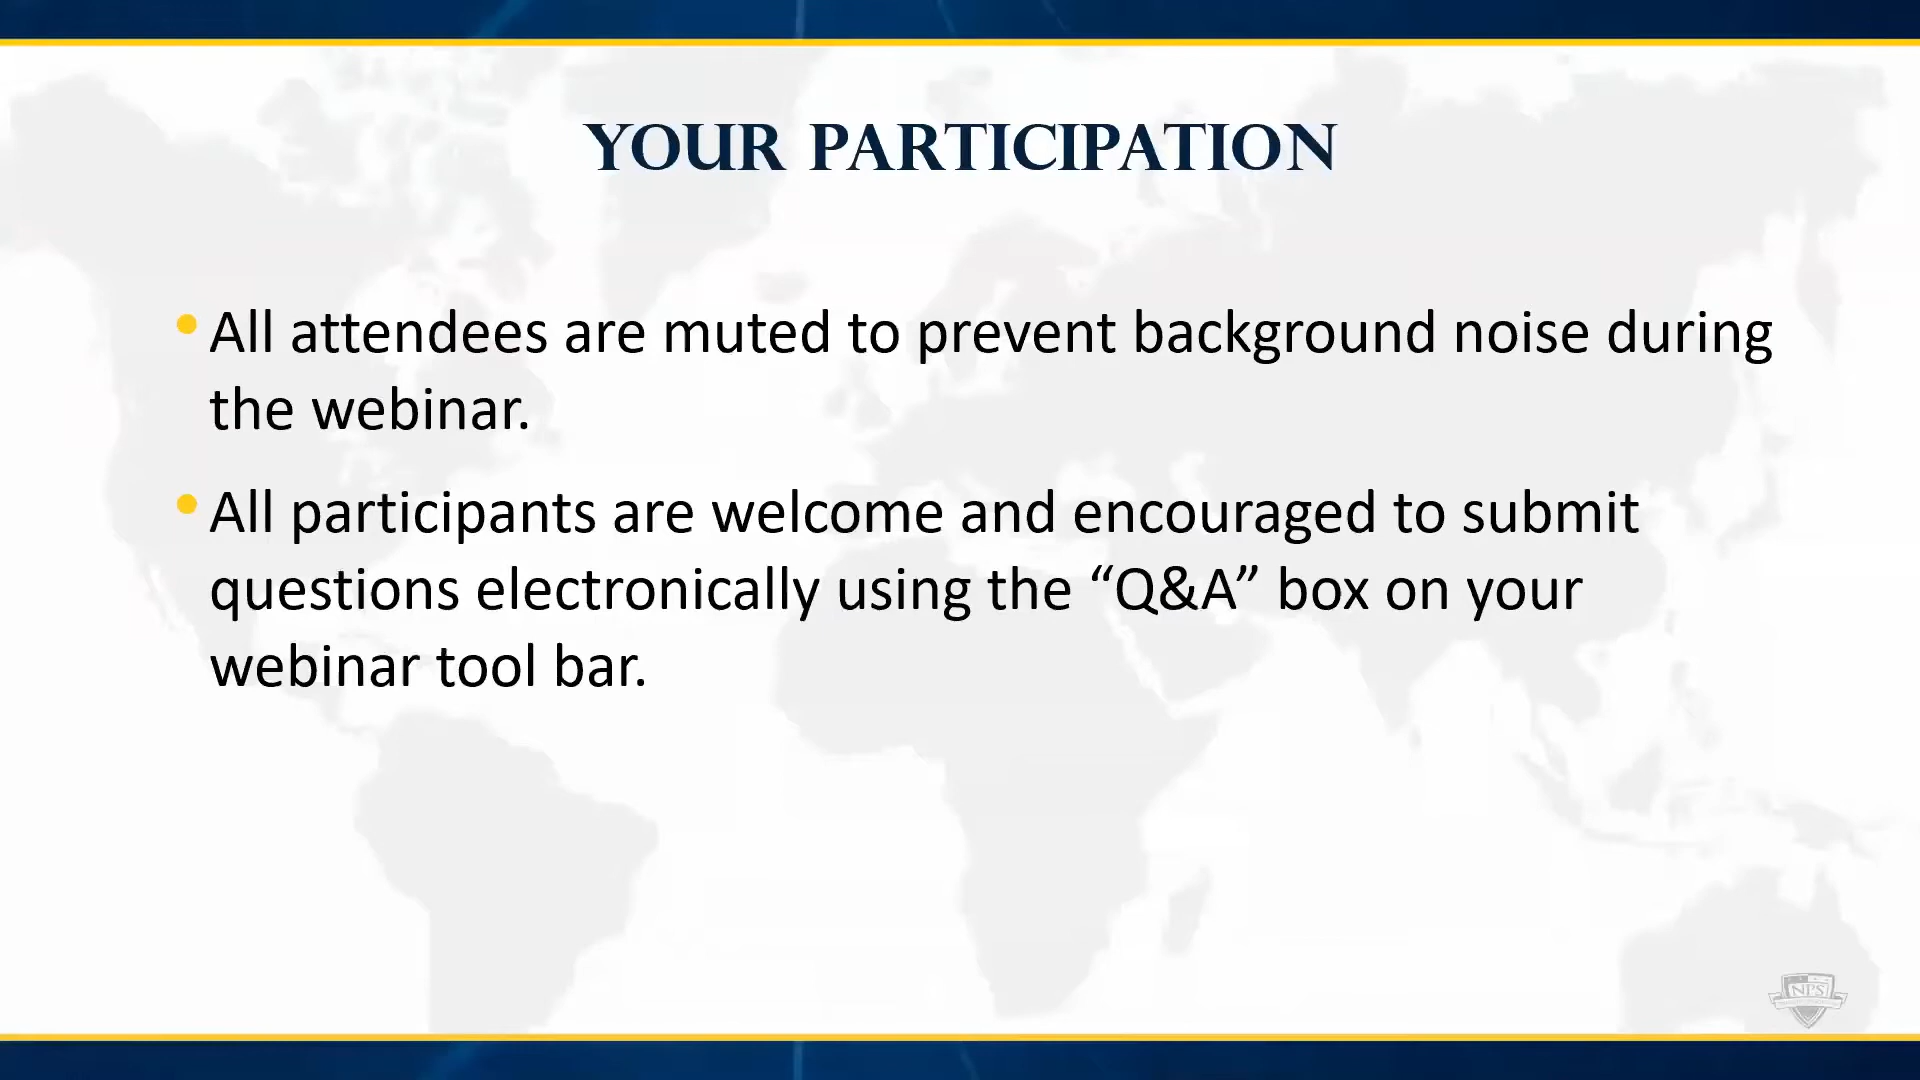 YOUR PARTICIPATION
• All attendees are muted to prevent background noise during
the webinar.
• All participants are welcome and encouraged to submit
questions electronically using the “Q&A” box on your
webinar tool bar.
NPS